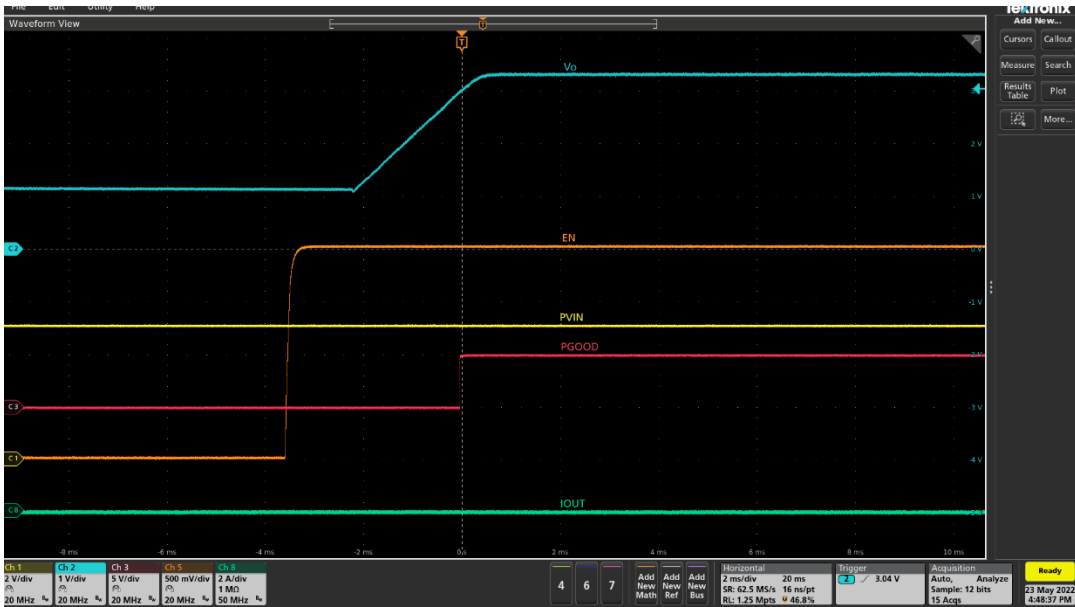 File Edit Utility Help
Tektronix
Waveform View
Add New...
T
T
Cursors Callout
Vo
Measure Search
Results Table Plot
More...
2 V
1 V
EN
C2
0 V
-1 V
PVIN
PGOOD
-2 V
C3
-3 V
C1
-4 V
IOUT
C8
-8 ms -6 ms -4 ms -2 ms 0s 2 ms 4 ms 6 ms 8 ms 10 ms
Ch 1 Ch 2 Ch 3 Ch 5 Ch 8
2 V/div 1 V/div 5 V/div 500 mV/div 2 A/div
1 MΩ
20 MHz 20 MHz 20 MHz 20 MHz 50 MHz
4 6 7
Add New Math Add New Ref Add New Bus
Horizontal
2 ms/div 20 ms
SR: 62.5 MS/s 16 ns/pt
RL: 1.25 Mpts 46.8%
Trigger
2 3.04 V
Acquisition
Auto, Analyze
Sample: 12 bits
15 Acqs
Ready
23 May 2022
4:48:37 PM